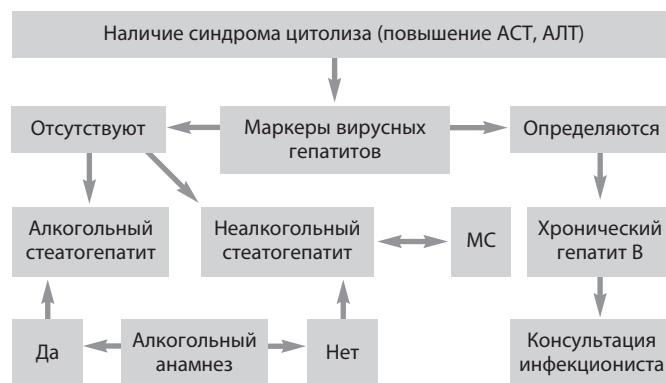 Наличие синдрома цитолиза (повышение АСТ, АЛТ)
Отсутствуют
Маркеры вирусных
гепатитов
Определяются
Алкогольный
стеатогепатит
Неалкогольный
стеатогепатит
МС
Хронический
гепатит В
Да
Алкогольный
анамнез
Нет
Консультация
инфекциониста